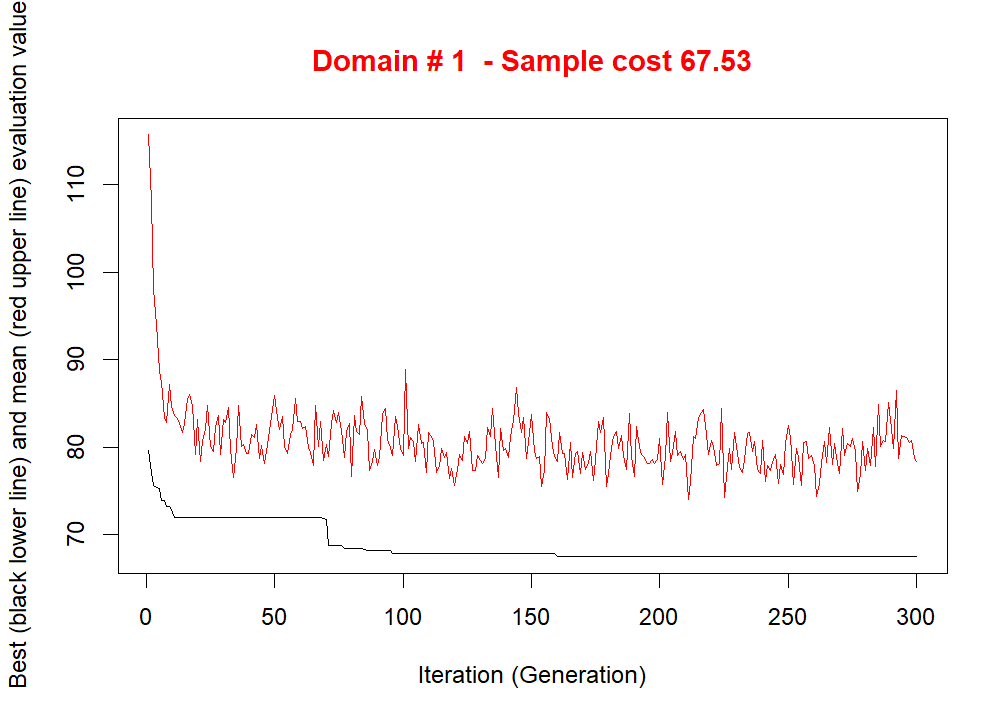 Domain # 1  - Sample cost 67.53
Best (black lower line) and mean (red upper line) evaluation value
110
100
90
80
70
0 50 100 150 200 250 300
Iteration (Generation)